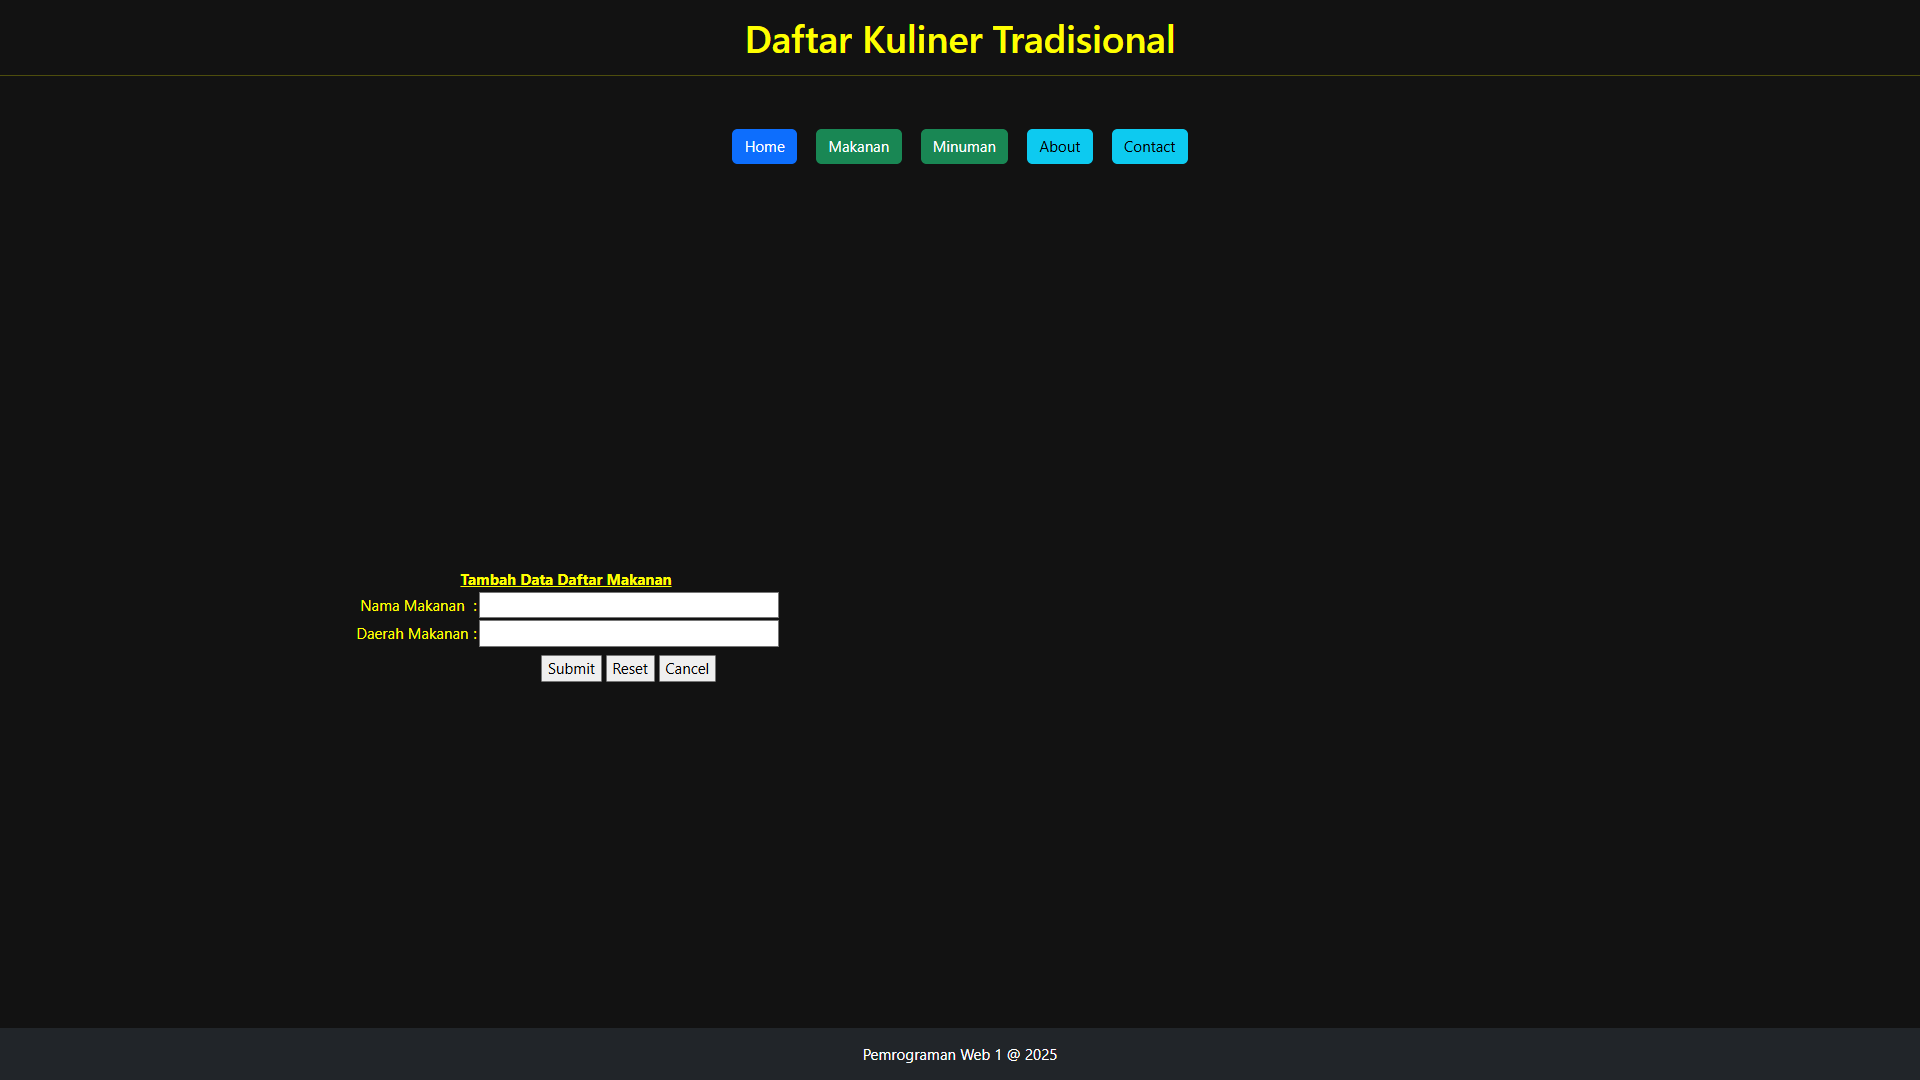 Daftar Kuliner Tradisional
Home Makanan Minuman About Contact
Tambah Data Daftar Makanan
Nama Makanan :
Daerah Makanan :
Submit Reset Cancel
Pemrograman Web 1 @ 2025